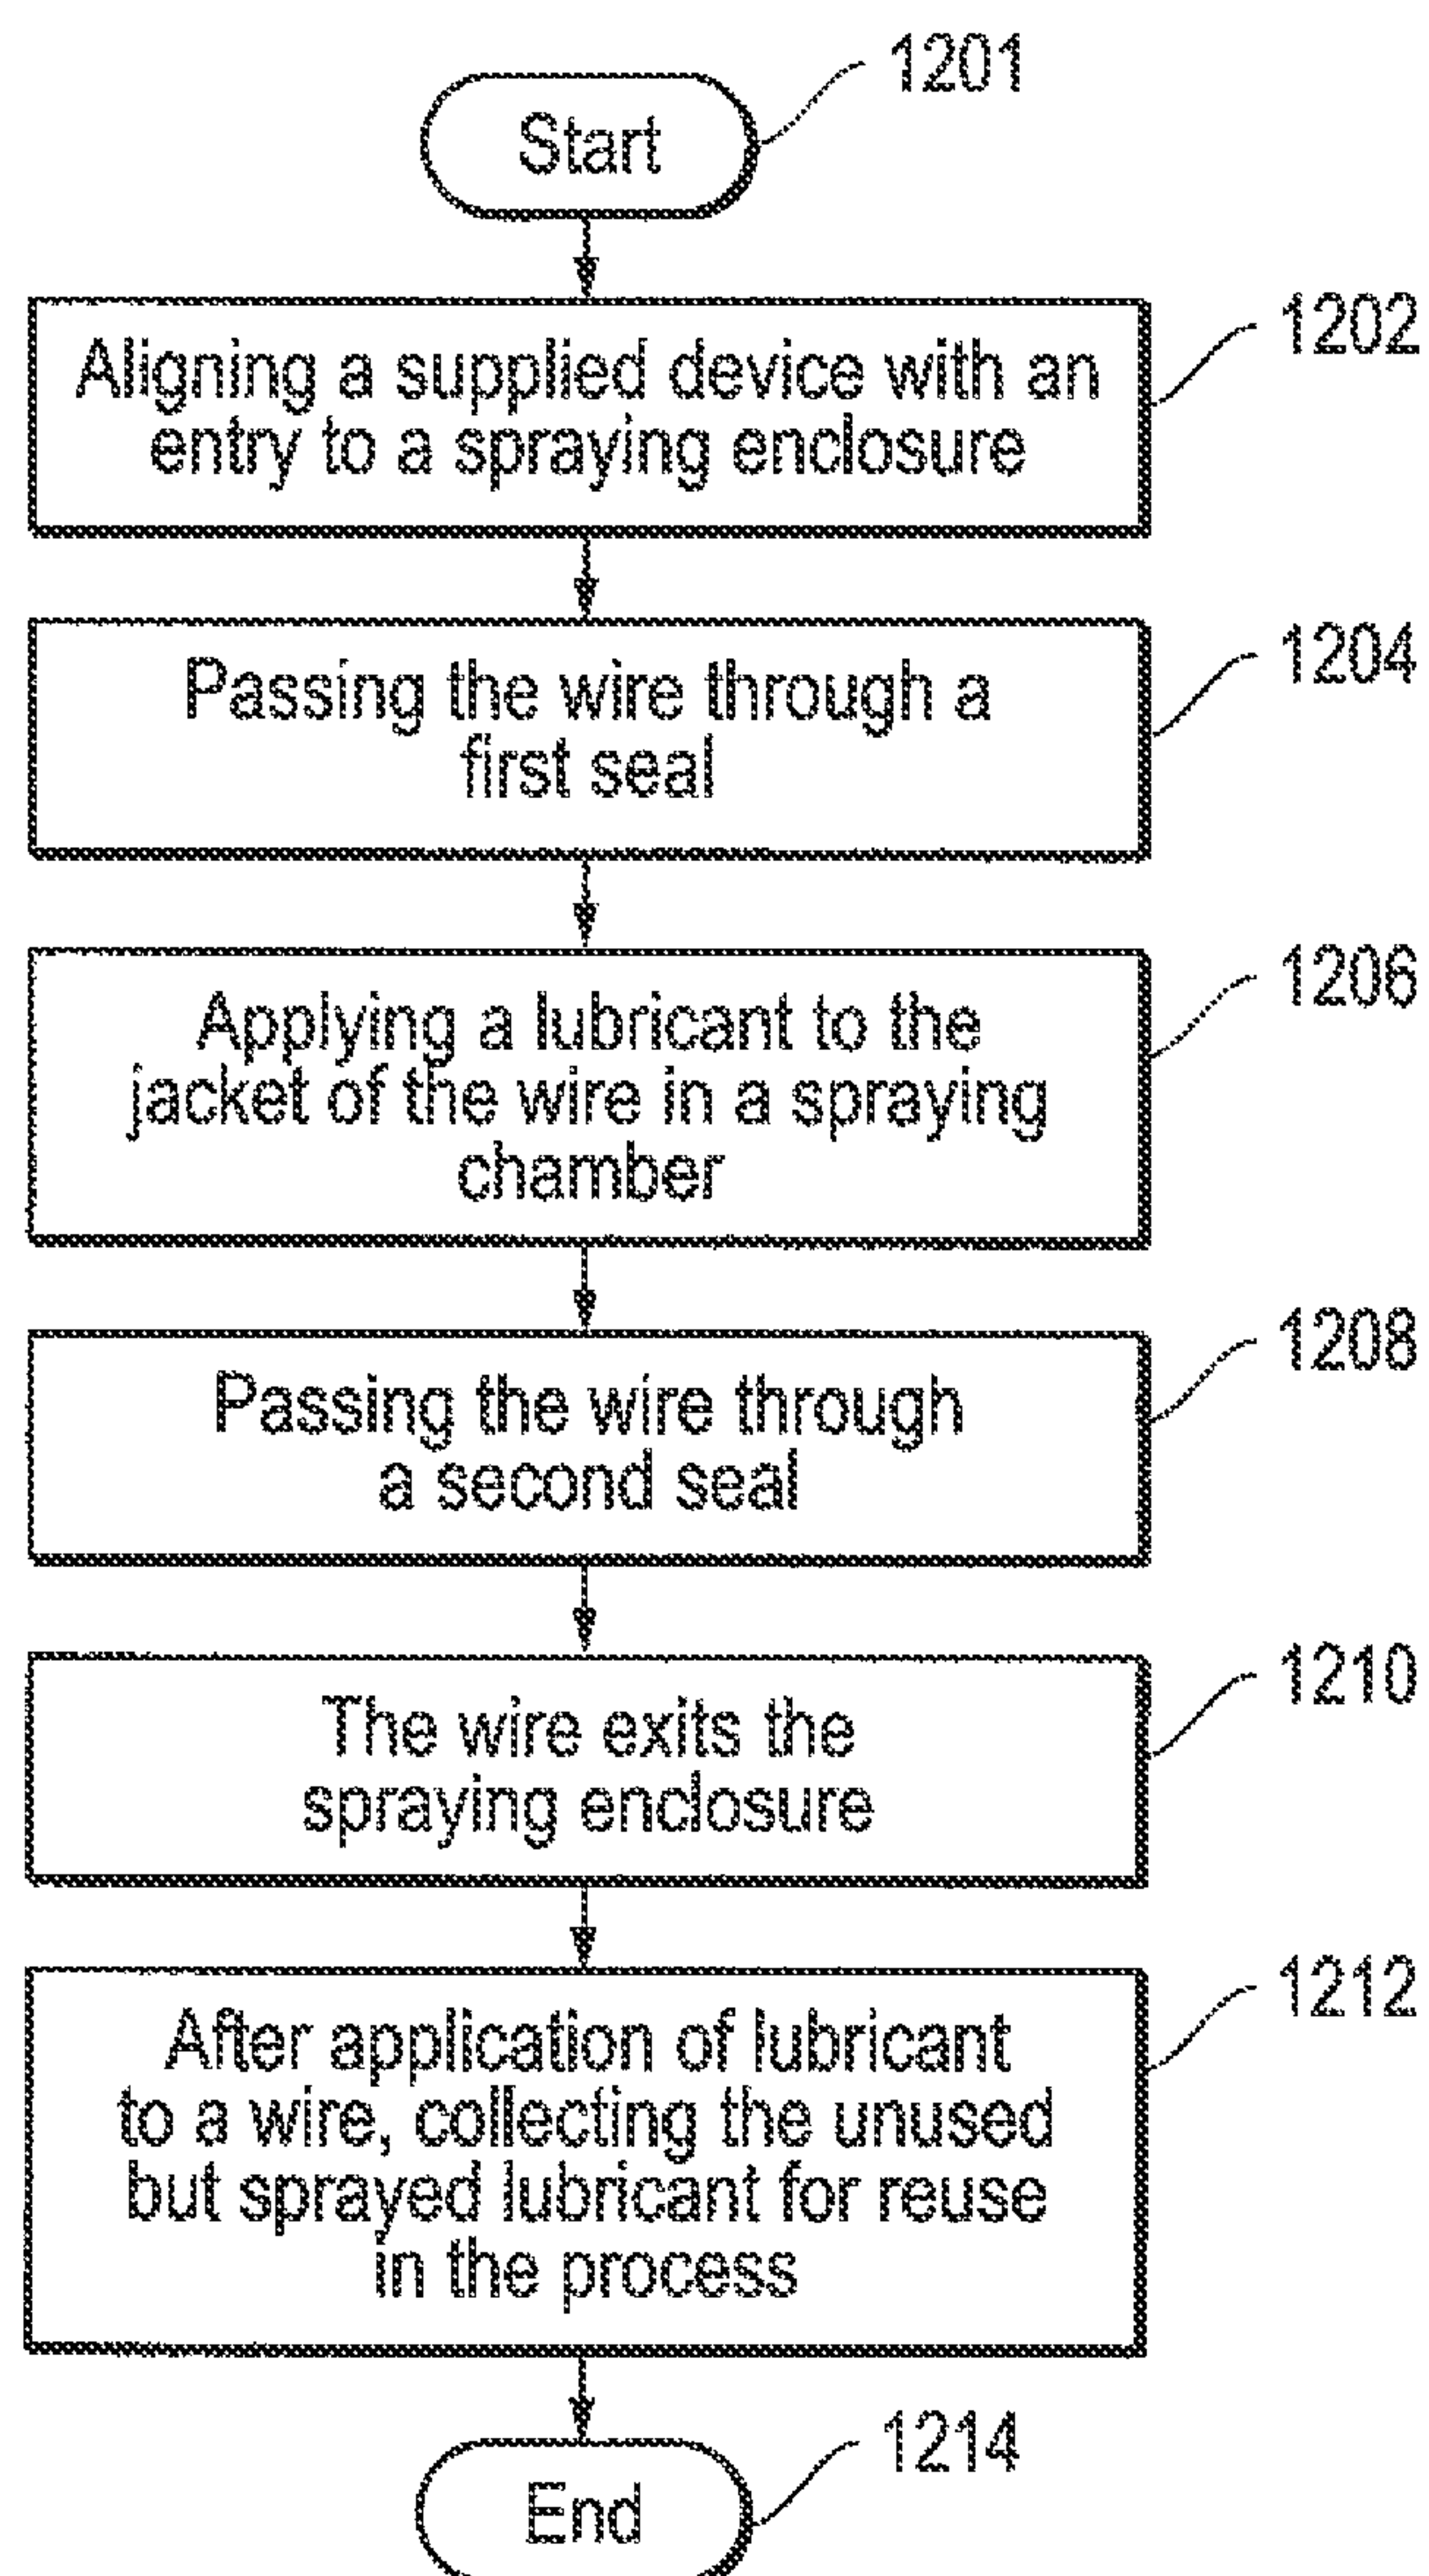 1201
Start
1202
Aligning a supplied device with an
entry to a spraying enclosure
1204
Passing the wire through a
first seal
1206
Applying a lubricant to the
jacket of the wire in a spraying
chamber
1208
Passing the wire through
a second seal
1210
The wire exits the
spraying enclosure
1212
After application of lubricant
to a wire, collecting the unused
but sprayed lubricant for reuse
in the process
1214
End